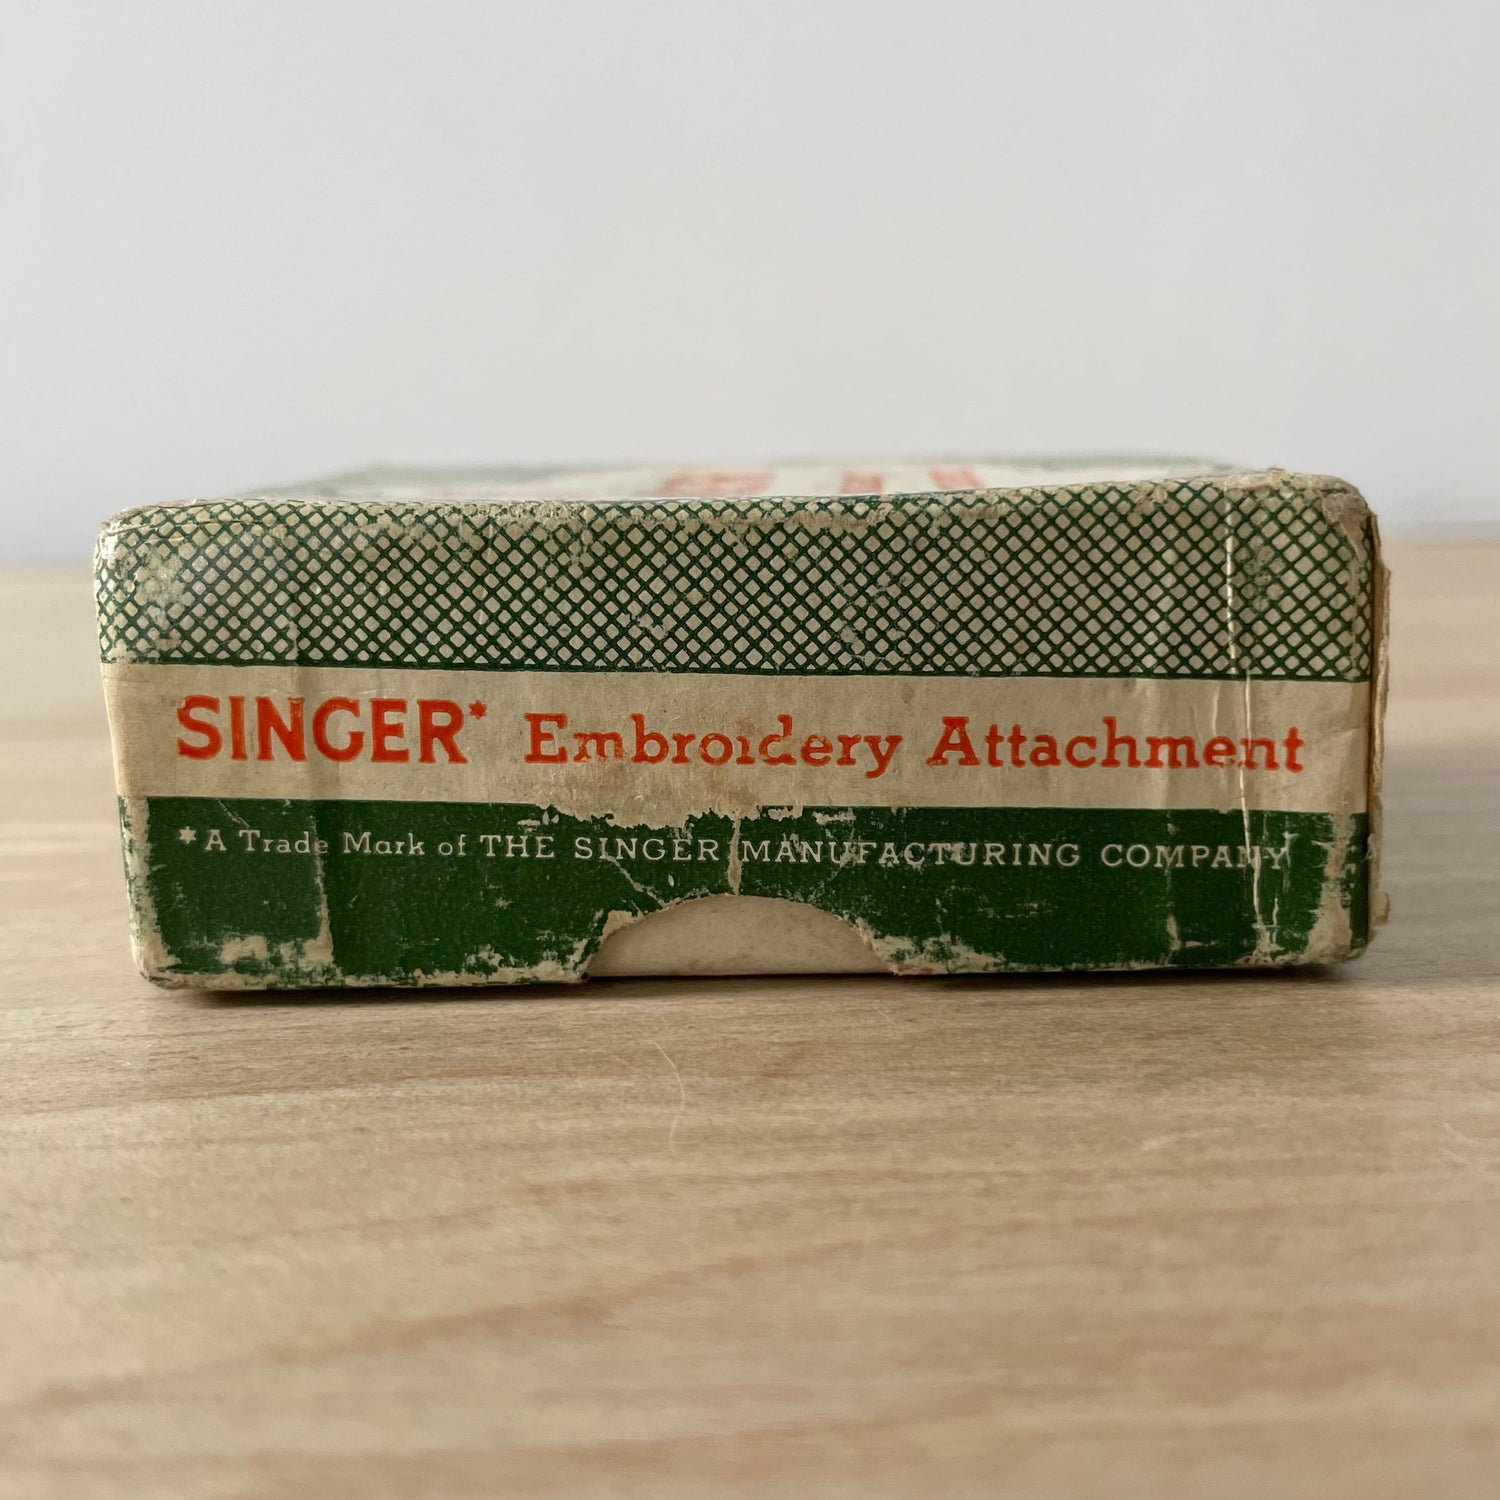 SINGER* Embroidery Attachment
*A Trade Mark of THE SINGER MANUFACTURING COMPANY